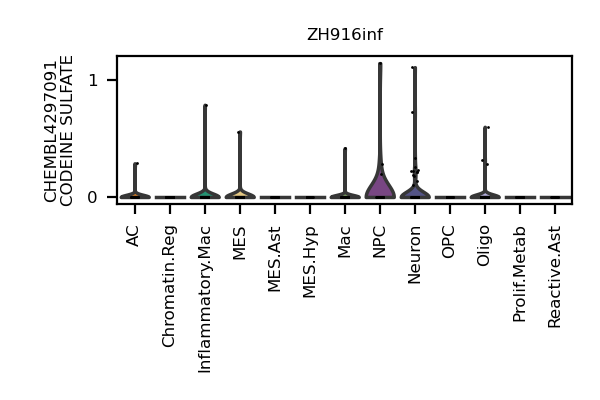 ZH916inf
CHEMBL4297091
CODEINE SULFATE
1
0
AC
Chromatin.Reg
Inflammatory.Mac
MES
MES.Ast
MES.Hyp
Mac
NPC
Neuron
OPC
Oligo
Prolif.Metab
Reactive.Ast